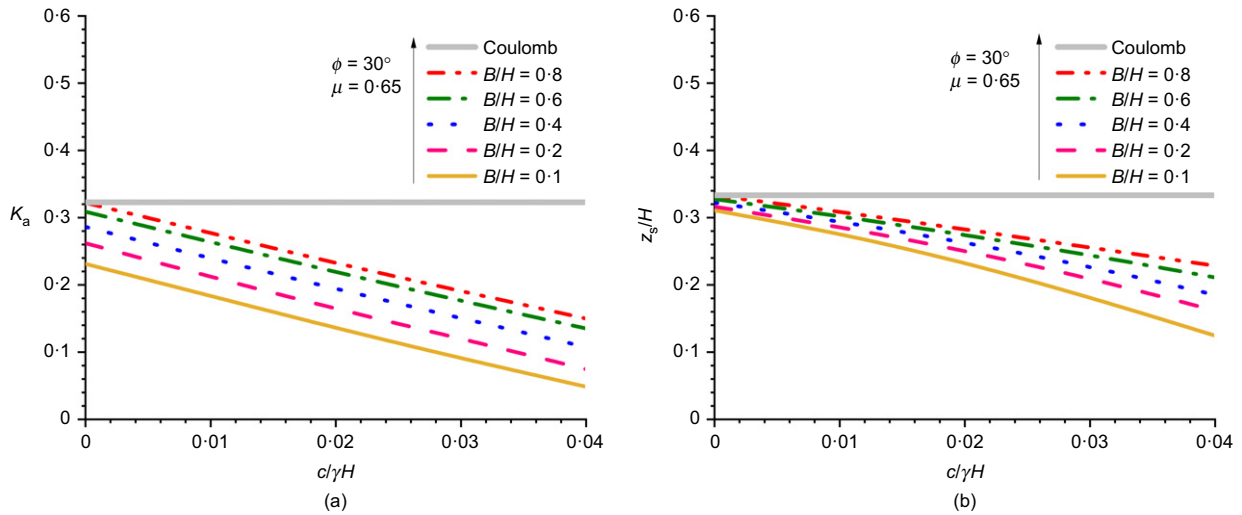 0·6
0·5
0·4
0·3
0·2
0·1
0
K_a
ϕ = 30°
μ = 0·65
Coulomb
B/H = 0·8
B/H = 0·6
B/H = 0·4
B/H = 0·2
B/H = 0·1
0 0·01 0·02 0·03 0·04
c/γH
(a)
0·6
0·5
0·4
0·3
0·2
0·1
0
z_s/H
ϕ = 30°
μ = 0·65
Coulomb
B/H = 0·8
B/H = 0·6
B/H = 0·4
B/H = 0·2
B/H = 0·1
0 0·01 0·02 0·03 0·04
c/γH
(b)